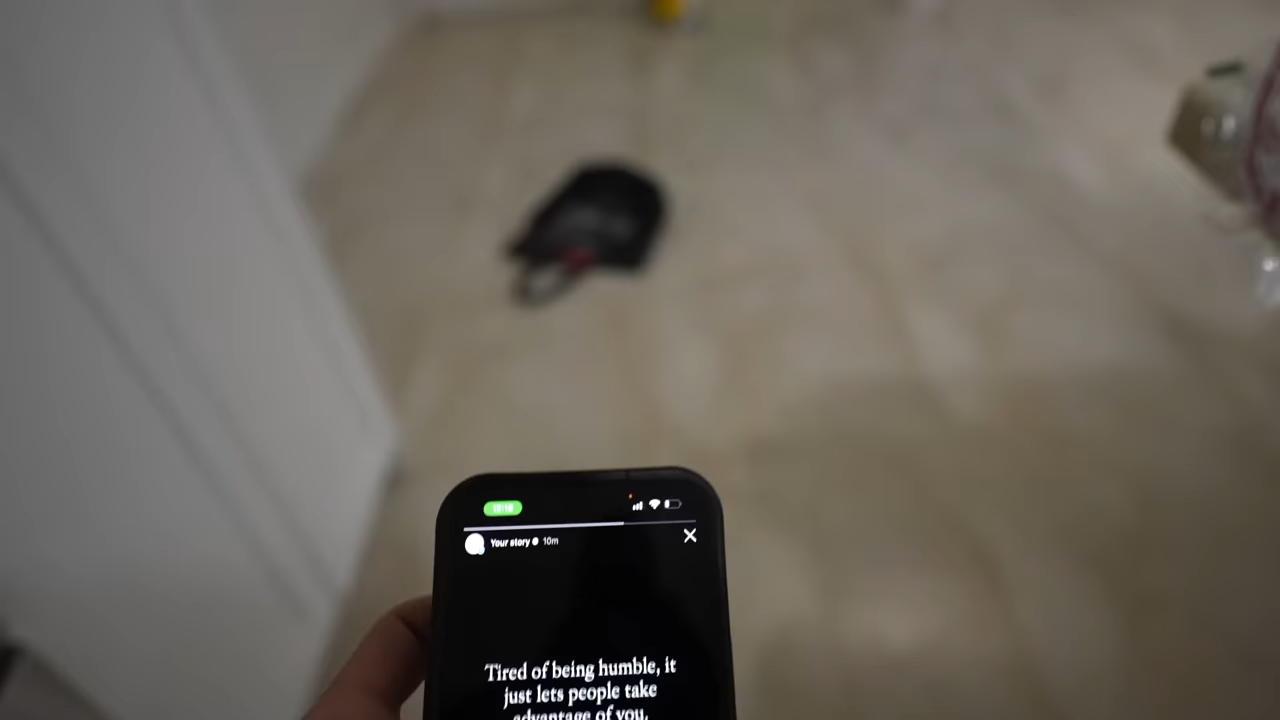 Your story 10m
Tired of being humble, it
just lets people take
advantage of you.